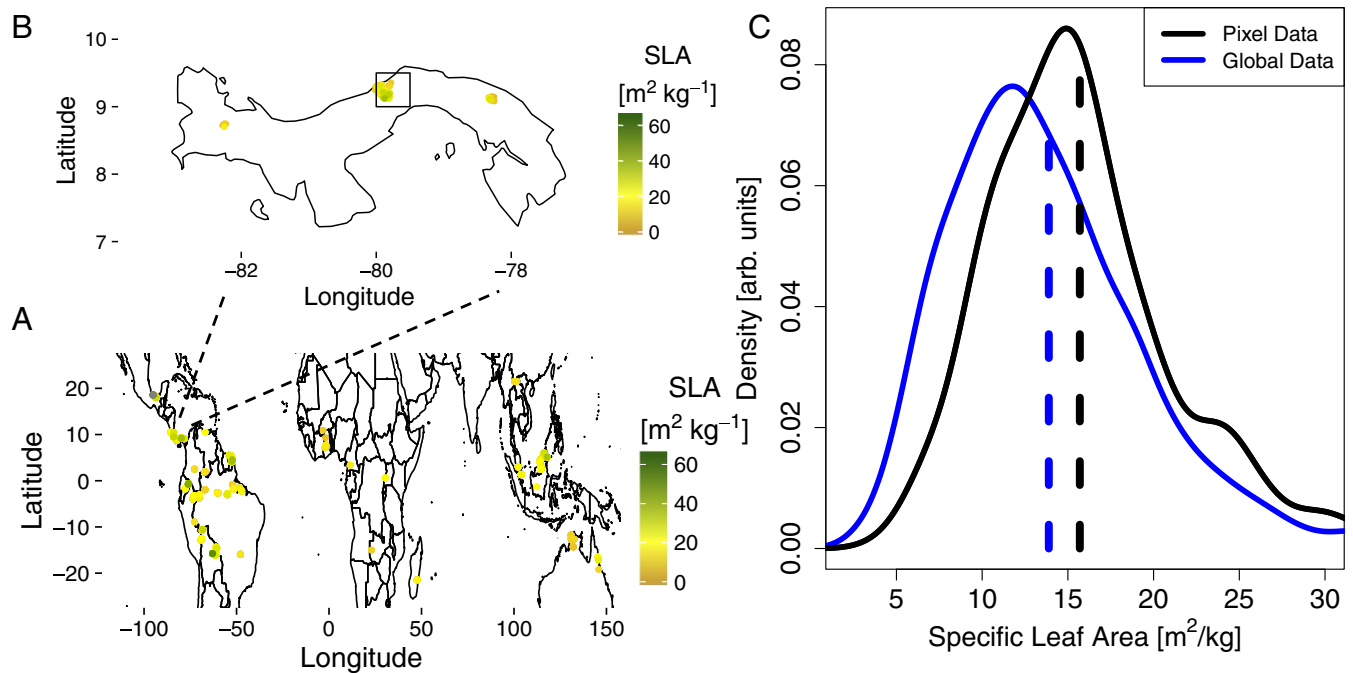 B
10
9
8
7
Latitude
−82
−80
−78
Longitude
SLA
[m² kg⁻¹]
60
40
20
0
A
20
10
0
−10
−20
Latitude
−100
−50
0
50
100
150
Longitude
SLA
[m² kg⁻¹]
60
40
20
0
C
Pixel Data
Global Data
0.08
0.06
0.04
0.02
0.00
Density [arb. units]
5
10
15
20
25
30
Specific Leaf Area [m²/kg]